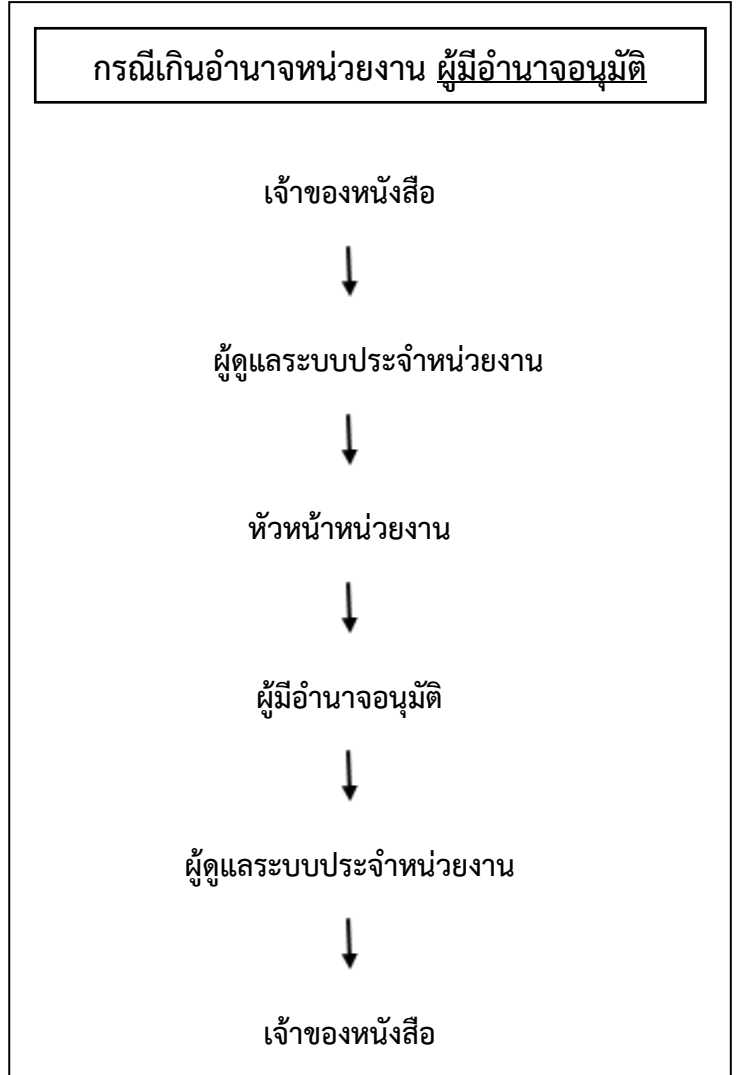 กรณีเกินอำนาจหน่วยงาน ผู้มีอำนาจอนุมัติ
เจ้าของหนังสือ
ผู้ดูแลระบบประจำหน่วยงาน
หัวหน้าหน่วยงาน
ผู้มีอำนาจอนุมัติ
ผู้ดูแลระบบประจำหน่วยงาน
เจ้าของหนังสือ